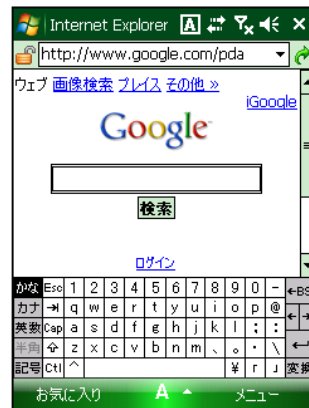 Internet Explorer
http://www.google.com/pda
ウェブ 画像検索 プレイス その他 »
iGoogle
Google
検索
ログイン
かな Esc 1 2 3 4 5 6 7 8 9 0 - ←BS
カナ q w e r t y u i o p @
英数 Cap a s d f g h j k l ; :
半角 z x c v b n m 、 。 ・ \
記号 Ctl ^ ¥ 「 」 変換
お気に入り A メニュー